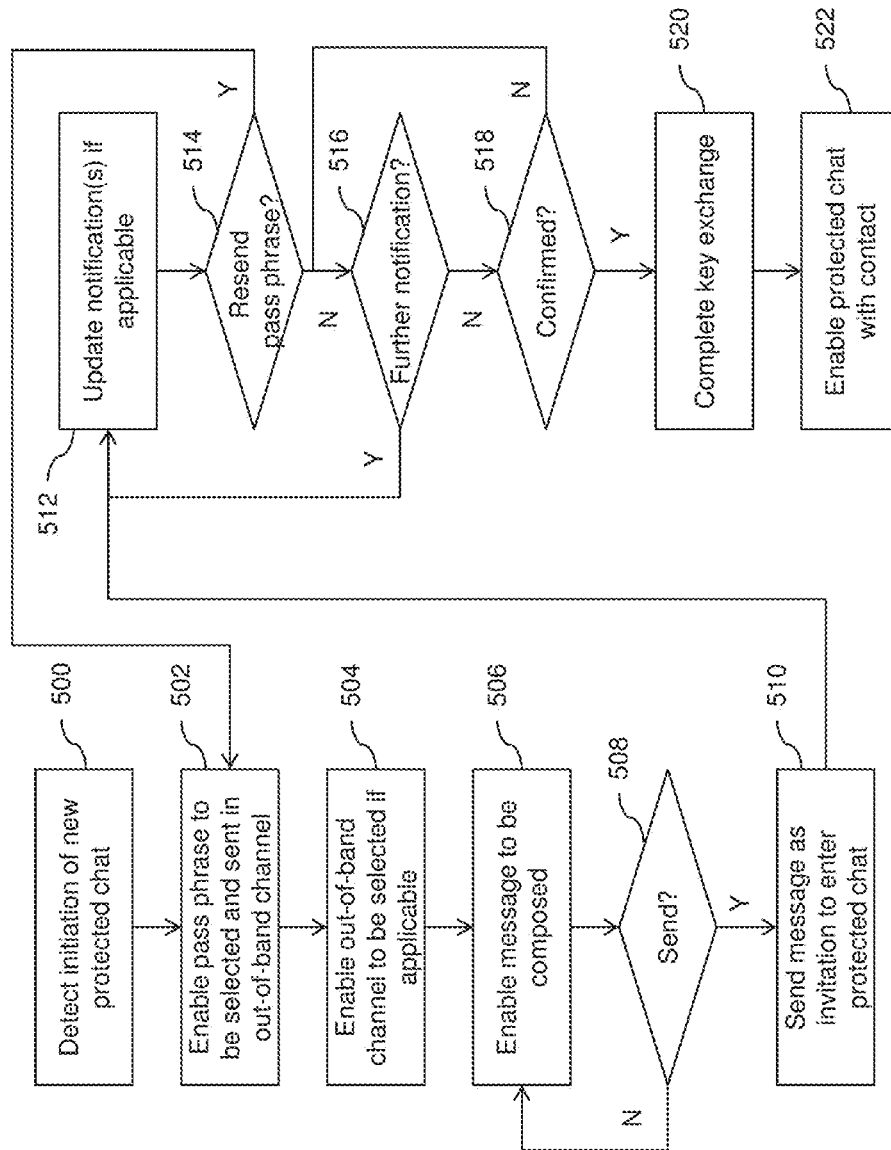 500
Detect initiation of new
protected chat
502
Enable pass phrase to
be selected and sent in
out-of-band channel
504
Enable out-of-band
channel to be selected if
applicable
506
Enable message to be
composed
508
Send?
N
Y
510
Send message as
invitation to enter
protected chat
512
Update notification(s) if
applicable
514
Resend
pass phrase?
Y
N
516
Further notification?
Y
N
518
Confirmed?
N
Y
520
Complete key exchange
522
Enable protected chat
with contact